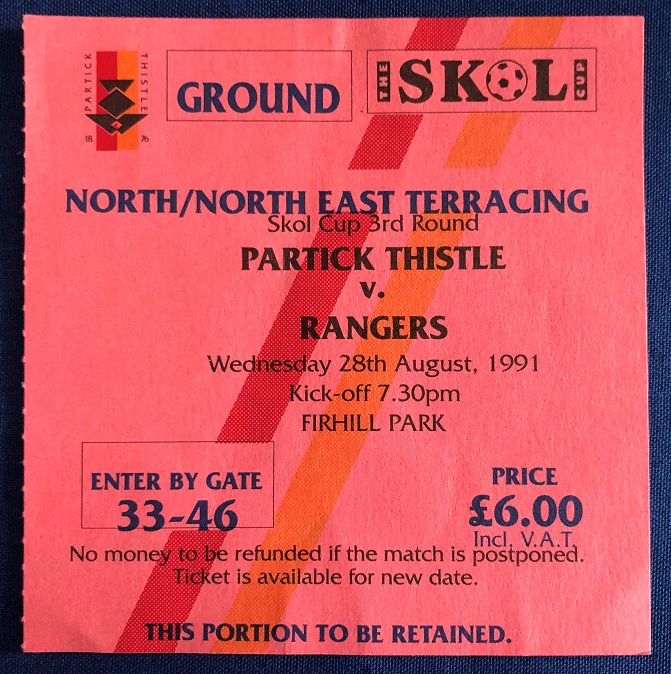 PARTICK
THISTLE
18 76
GROUND
THE SKOL CUP
NORTH/NORTH EAST TERRACING
Skol Cup 3rd Round
PARTICK THISTLE
v.
RANGERS
Wednesday 28th August, 1991
Kick-off 7.30pm
FIRHILL PARK
ENTER BY GATE
33-46
PRICE
£6.00
Incl. V.A.T.
No money to be refunded if the match is postponed.
Ticket is available for new date.
THIS PORTION TO BE RETAINED.